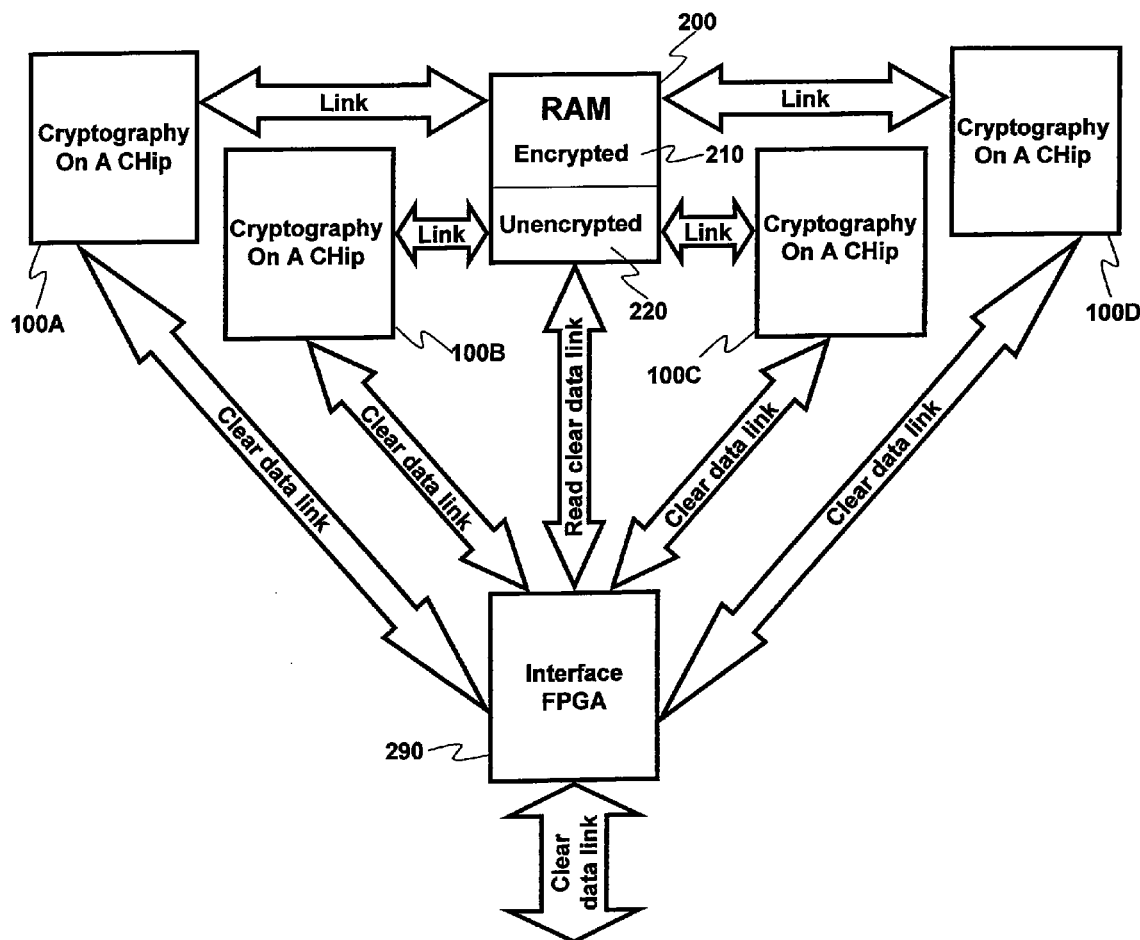 200
Cryptography
On A CHip
Link
RAM
Encrypted
210
Link
Cryptography
On A CHip
Cryptography
On A CHip
Link
Unencrypted
Link
Cryptography
On A CHip
100A
100B
220
100C
100D
Clear data link
Clear data link
Read clear data link
Clear data link
Clear data link
Interface
FPGA
290
Clear
data link